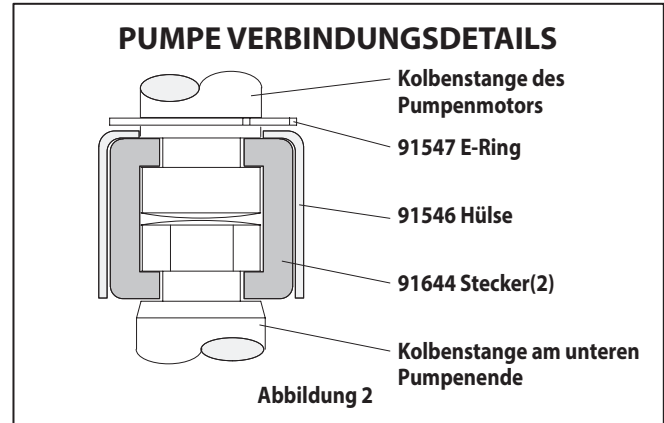 PUMPE VERBINDUNGSDETAILS
Kolbenstange des
Pumpenmotors
91547 E-Ring
91546 Hülse
91644 Stecker(2)
Kolbenstange am unteren
Pumpenende
Abbildung 2